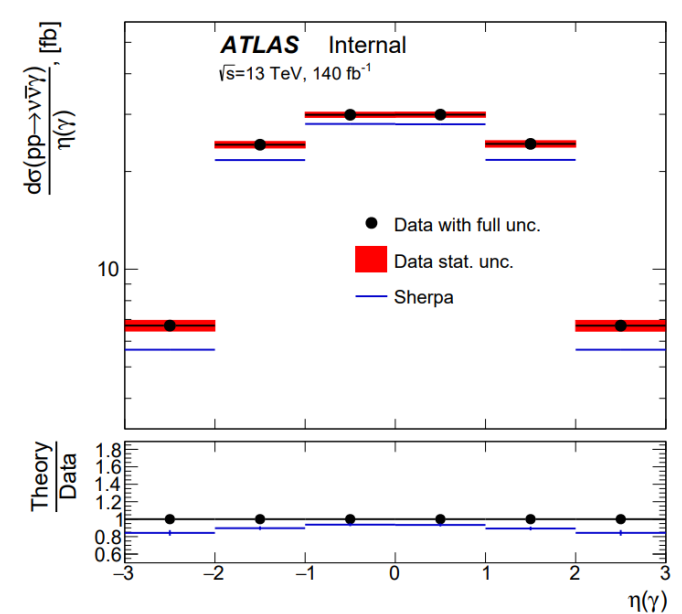 ATLAS Internal
√s=13 TeV, 140 fb⁻¹
dσ(pp→νν̄γ)
η(γ)
, [fb]
Data with full unc.
Data stat. unc.
Sherpa
10
Theory
Data
1.8
1.6
1.4
1.2
1
0.8
0.6
−3 −2 −1 0 1 2 3
η(γ)